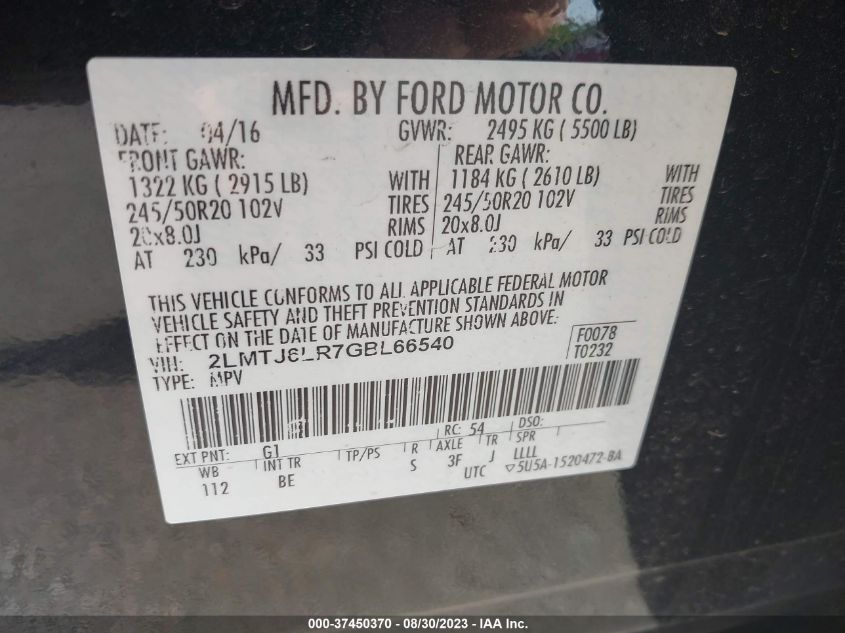 MFD. BY FORD MOTOR CO.
DATE: 04/16 GVWR: 2495 KG ( 5500 LB)
FRONT GAWR: REAR GAWR:
1322 KG ( 2915 LB) WITH 1184 KG ( 2610 LB) WITH
245/50R20 102V TIRES 245/50R20 102V TIRES
20x8.0J RIMS 20x8.0J RIMS
AT 230 kPa/ 33 PSI COLD AT 230 kPa/ 33 PSI COLD
THIS VEHICLE CONFORMS TO ALL APPLICABLE FEDERAL MOTOR
VEHICLE SAFETY AND THEFT PREVENTION STANDARDS IN
EFFECT ON THE DATE OF MANUFACTURE SHOWN ABOVE.
VIN: 2LMTJ6LR7GBL66540 F0078
TYPE: MPV T0232
EXT PNT: G1 RC: 54 DSO:
WB INT TR TP/PS R AXLE TR SPR
112 BE S 3F J LLLL
UTC ▽5U5A-1520472-BA
000-37450370 - 08/30/2023 - IAA Inc.